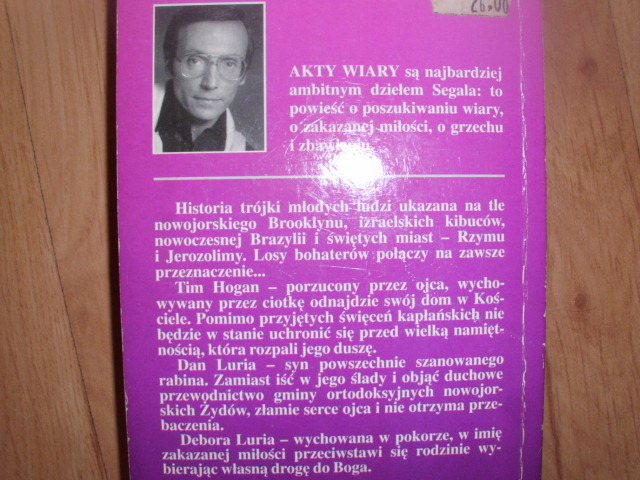 26.00
AKTY WIARY są najbardziej
ambitnym dziełem Segala: to
powieść o poszukiwaniu wiary,
o zakazanej miłości, o grzechu
i zbawieniu.
Historia trójki młodych ludzi ukazana na tle
nowojorskiego Brooklynu, izraelskich kibuców,
nowoczesnej Brazylii i świętych miast – Rzymu
i Jerozolimy. Losy bohaterów połączy na zawsze
przeznaczenie...
Tim Hogan – porzucony przez ojca, wycho-
wywany przez ciotkę odnajdzie swój dom w Koś-
ciele. Pomimo przyjętych święceń kapłańskich nie
będzie w stanie uchronić się przed wielką namięt-
nością, która rozpali jego duszę.
Dan Luria – syn powszechnie szanowanego
rabina. Zamiast iść w jego ślady i objąć duchowe
przewodnictwo gminy ortodoksyjnych nowojor-
skich Żydów, złamie serce ojca i nie otrzyma prze-
baczenia.
Debora Luria – wychowana w pokorze, w imię
zakazanej miłości przeciwstawi się rodzinie wy-
bierając własną drogę do Boga.